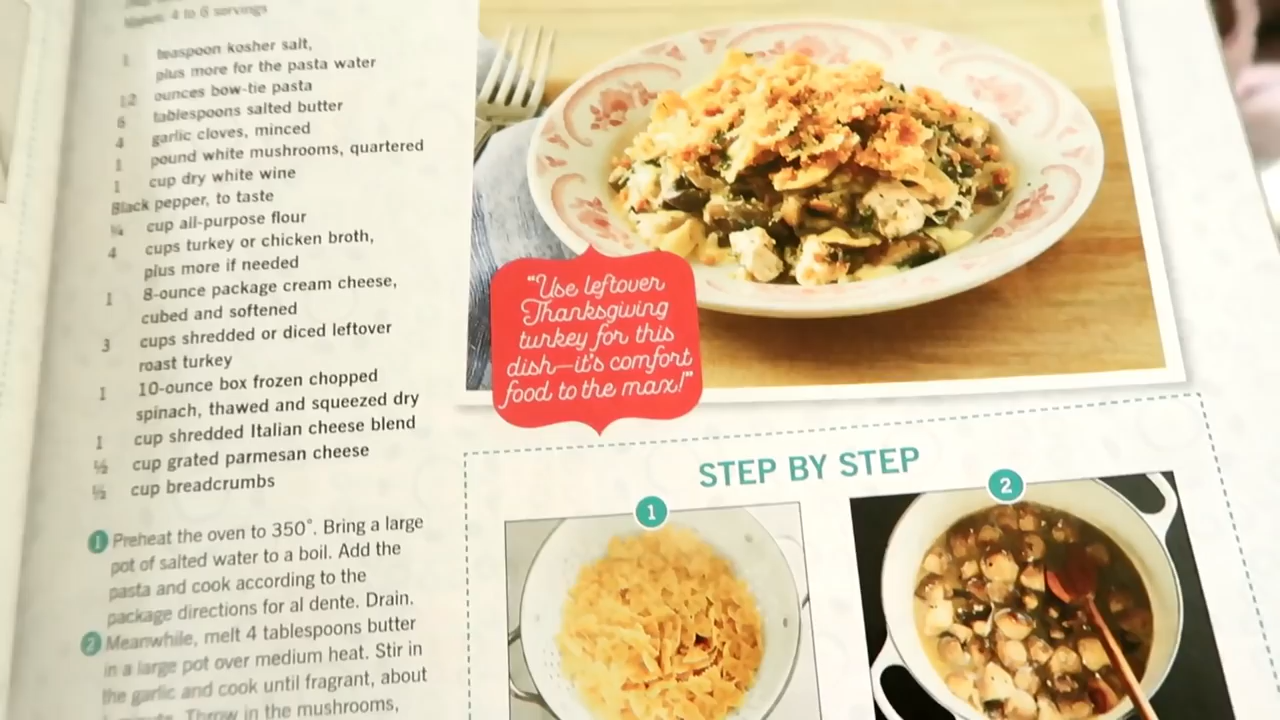 4 to 6 servings
1 teaspoon kosher salt,
plus more for the pasta water
12 ounces bow-tie pasta
6 tablespoons salted butter
4 garlic cloves, minced
1 pound white mushrooms, quartered
1 cup dry white wine
Black pepper, to taste
¼ cup all-purpose flour
4 cups turkey or chicken broth,
plus more if needed
1 8-ounce package cream cheese,
cubed and softened
3 cups shredded or diced leftover
roast turkey
1 10-ounce box frozen chopped
spinach, thawed and squeezed dry
1 cup shredded Italian cheese blend
½ cup grated parmesan cheese
½ cup breadcrumbs
1 Preheat the oven to 350°. Bring a large
pot of salted water to a boil. Add the
pasta and cook according to the
package directions for al dente. Drain.
2 Meanwhile, melt 4 tablespoons butter
in a large pot over medium heat. Stir in
the garlic and cook until fragrant, about
Throw in the mushrooms,
"Use leftover
Thanksgiving
turkey for this
dish—it's comfort
food to the max!"
STEP BY STEP
1
2